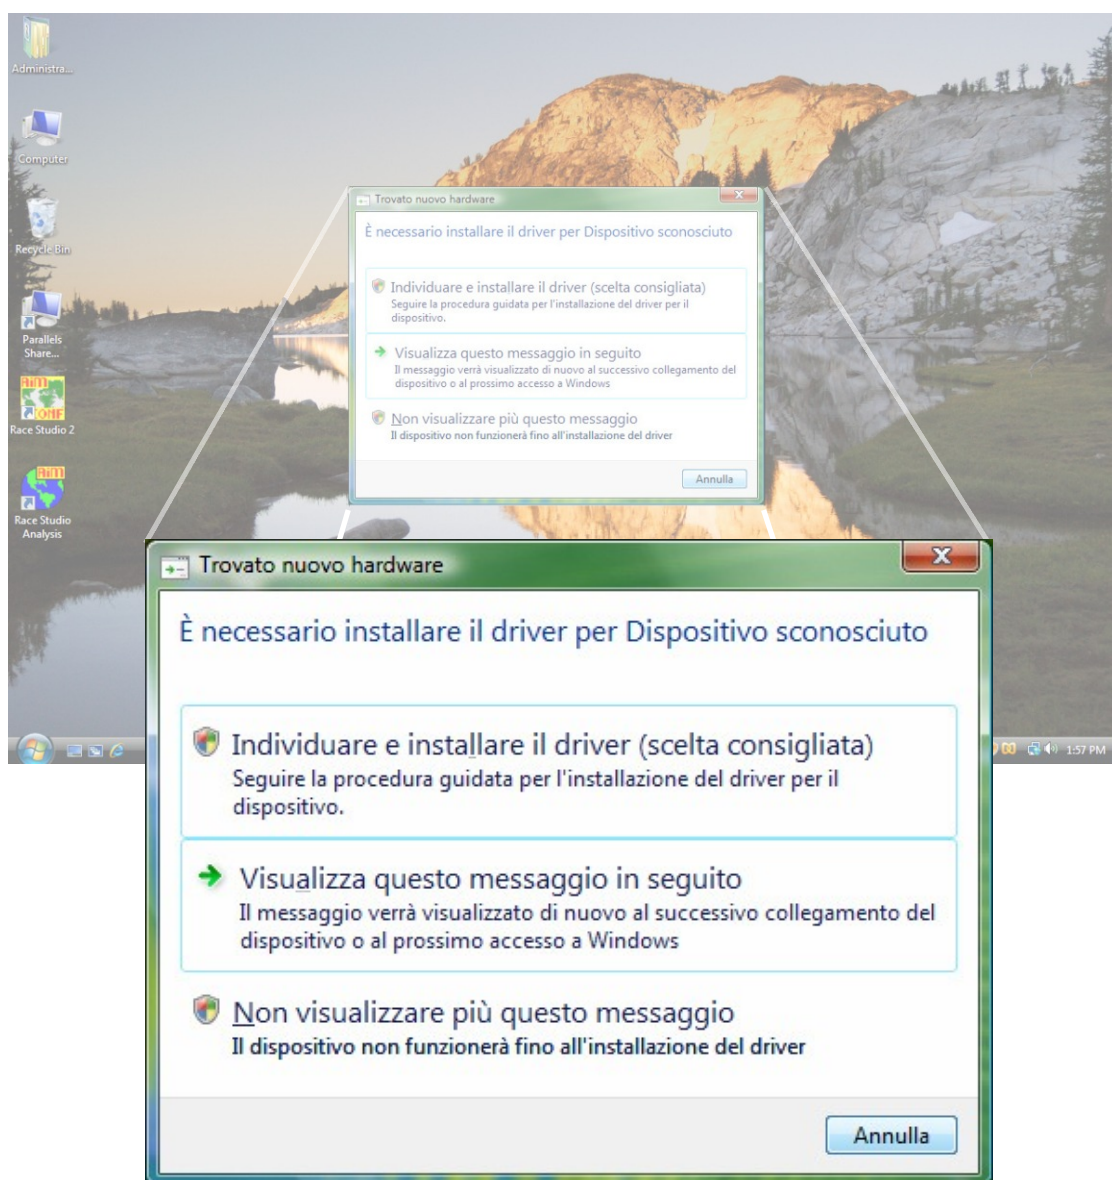 Administra...
Computer
Recycle Bin
Parallels
Share...
AIM
CONF
Race Studio 2
AIM
Race Studio
Analysis
Trovato nuovo hardware
È necessario installare il driver per Dispositivo sconosciuto
Individuare e installare il driver (scelta consigliata)
Seguire la procedura guidata per l'installazione del driver per il
dispositivo.
Visualizza questo messaggio in seguito
Il messaggio verrà visualizzato di nuovo al successivo collegamento del
dispositivo o al prossimo accesso a Windows
Non visualizzare più questo messaggio
Il dispositivo non funzionerà fino all'installazione del driver
Annulla
Trovato nuovo hardware
X
È necessario installare il driver per Dispositivo sconosciuto
Individuare e installare il driver (scelta consigliata)
Seguire la procedura guidata per l'installazione del driver per il
dispositivo.
Visualizza questo messaggio in seguito
Il messaggio verrà visualizzato di nuovo al successivo collegamento del
dispositivo o al prossimo accesso a Windows
Non visualizzare più questo messaggio
Il dispositivo non funzionerà fino all'installazione del driver
Annulla
1:57 PM